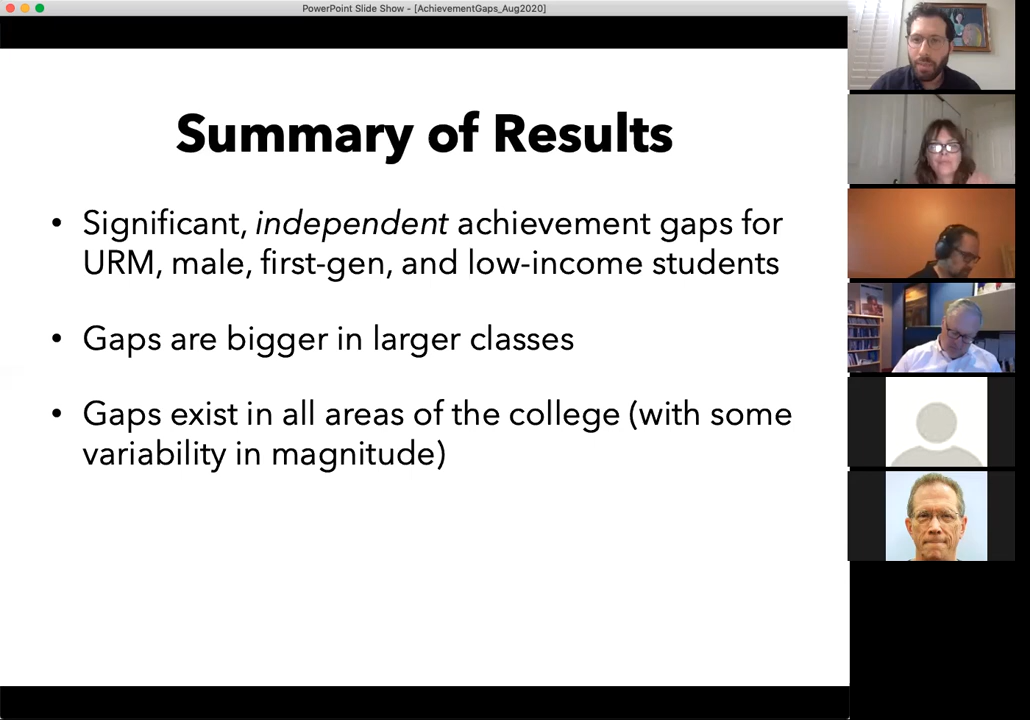 PowerPoint Slide Show - [AchievementGaps_Aug2020]
Summary of Results
• Significant, independent achievement gaps for
URM, male, first-gen, and low-income students
• Gaps are bigger in larger classes
• Gaps exist in all areas of the college (with some
variability in magnitude)